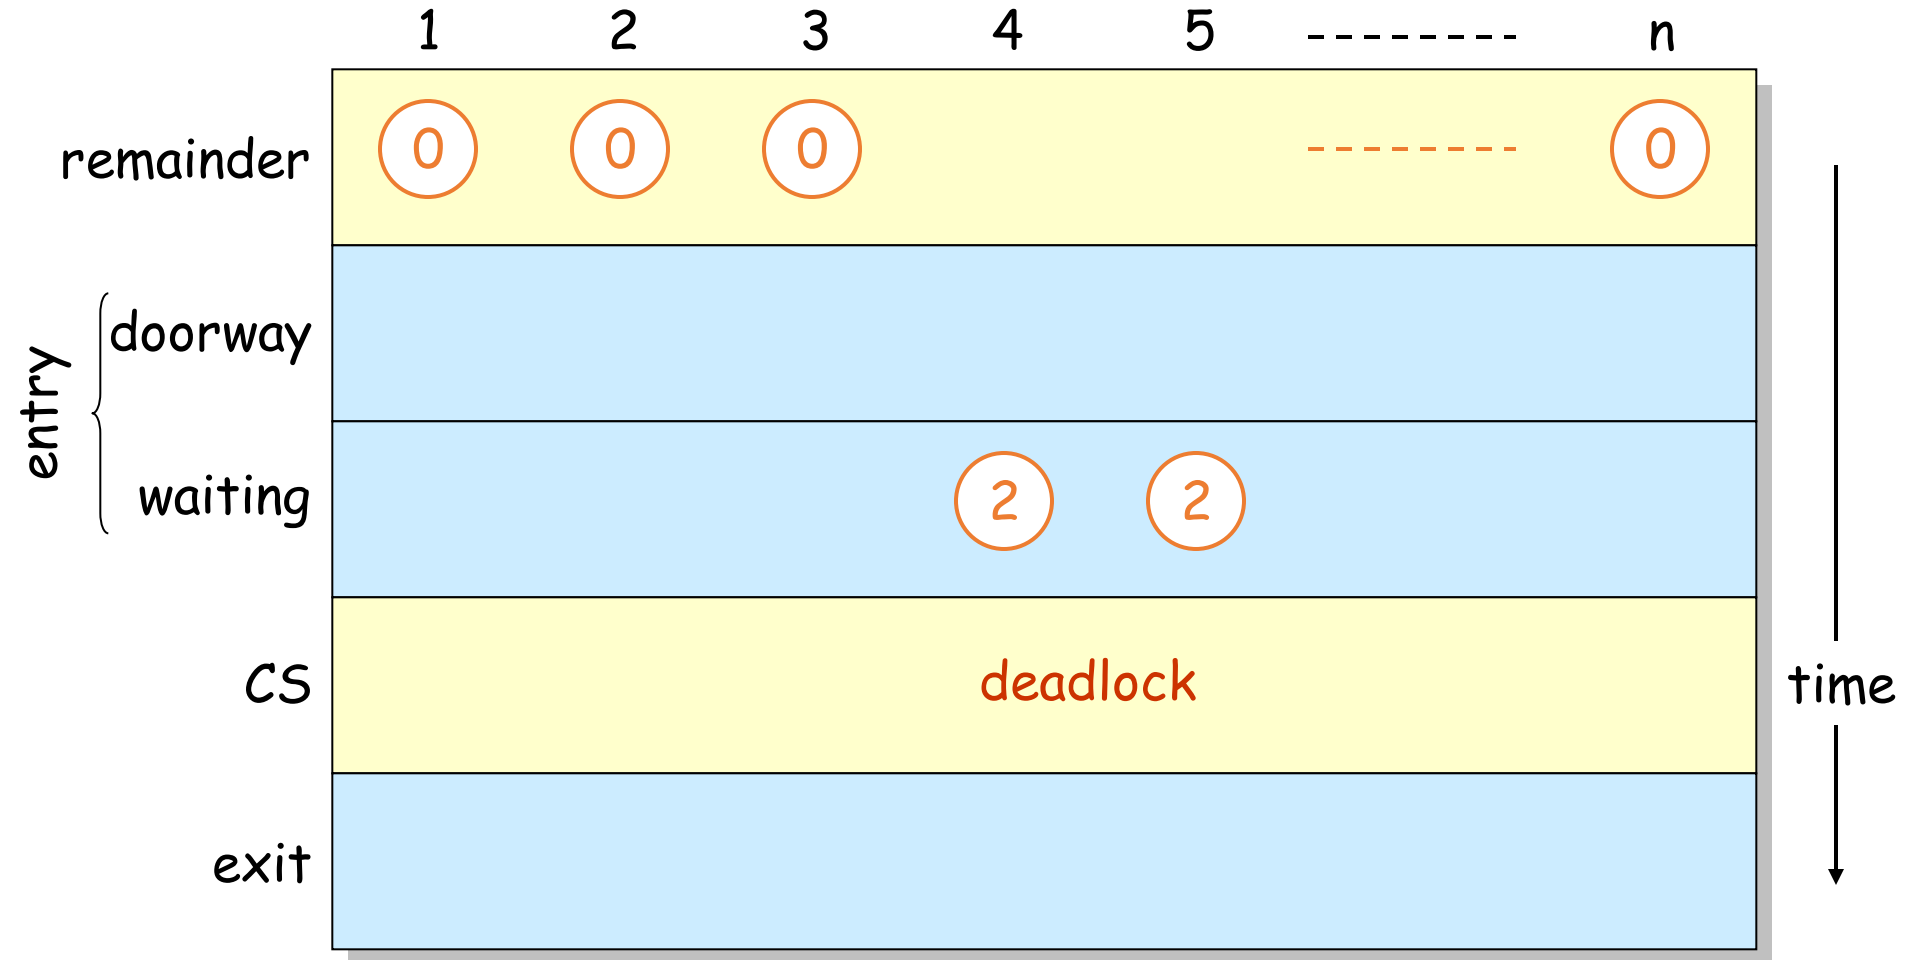 1 2 3 4 5 n
remainder 0 0 0 0
entry
doorway
waiting 2 2
CS deadlock
time
exit